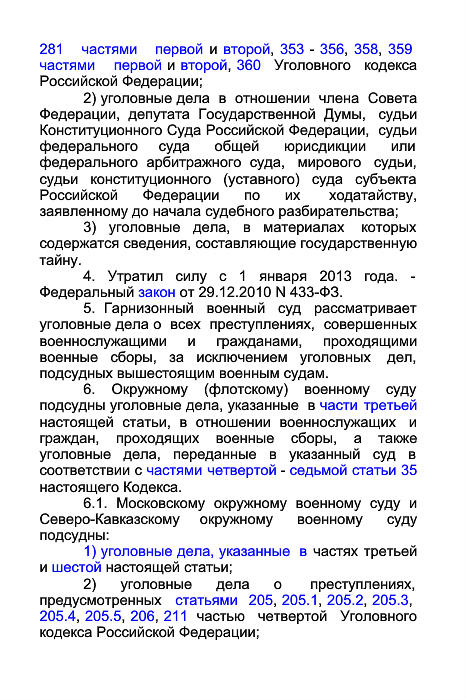 281 частями первой и второй, 353 - 356, 358, 359
частями первой и второй, 360 Уголовного кодекса
Российской Федерации;
2) уголовные дела в отношении члена Совета
Федерации, депутата Государственной Думы, судьи
Конституционного Суда Российской Федерации, судьи
федерального суда общей юрисдикции или
федерального арбитражного суда, мирового судьи,
судьи конституционного (уставного) суда субъекта
Российской Федерации по их ходатайству,
заявленному до начала судебного разбирательства;
3) уголовные дела, в материалах которых
содержатся сведения, составляющие государственную
тайну.
4. Утратил силу с 1 января 2013 года. -
Федеральный закон от 29.12.2010 N 433-ФЗ.
5. Гарнизонный военный суд рассматривает
уголовные дела о всех преступлениях, совершенных
военнослужащими и гражданами, проходящими
военные сборы, за исключением уголовных дел,
подсудных вышестоящим военным судам.
6. Окружному (флотскому) военному суду
подсудны уголовные дела, указанные в части третьей
настоящей статьи, в отношении военнослужащих и
граждан, проходящих военные сборы, а также
уголовные дела, переданные в указанный суд в
соответствии с частями четвертой - седьмой статьи 35
настоящего Кодекса.
6.1. Московскому окружному военному суду и
Северо-Кавказскому окружному военному суду
подсудны:
1) уголовные дела, указанные в частях третьей
и шестой настоящей статьи;
2) уголовные дела о преступлениях,
предусмотренных статьями 205, 205.1, 205.2, 205.3,
205.4, 205.5, 206, 211 частью четвертой Уголовного
кодекса Российской Федерации;